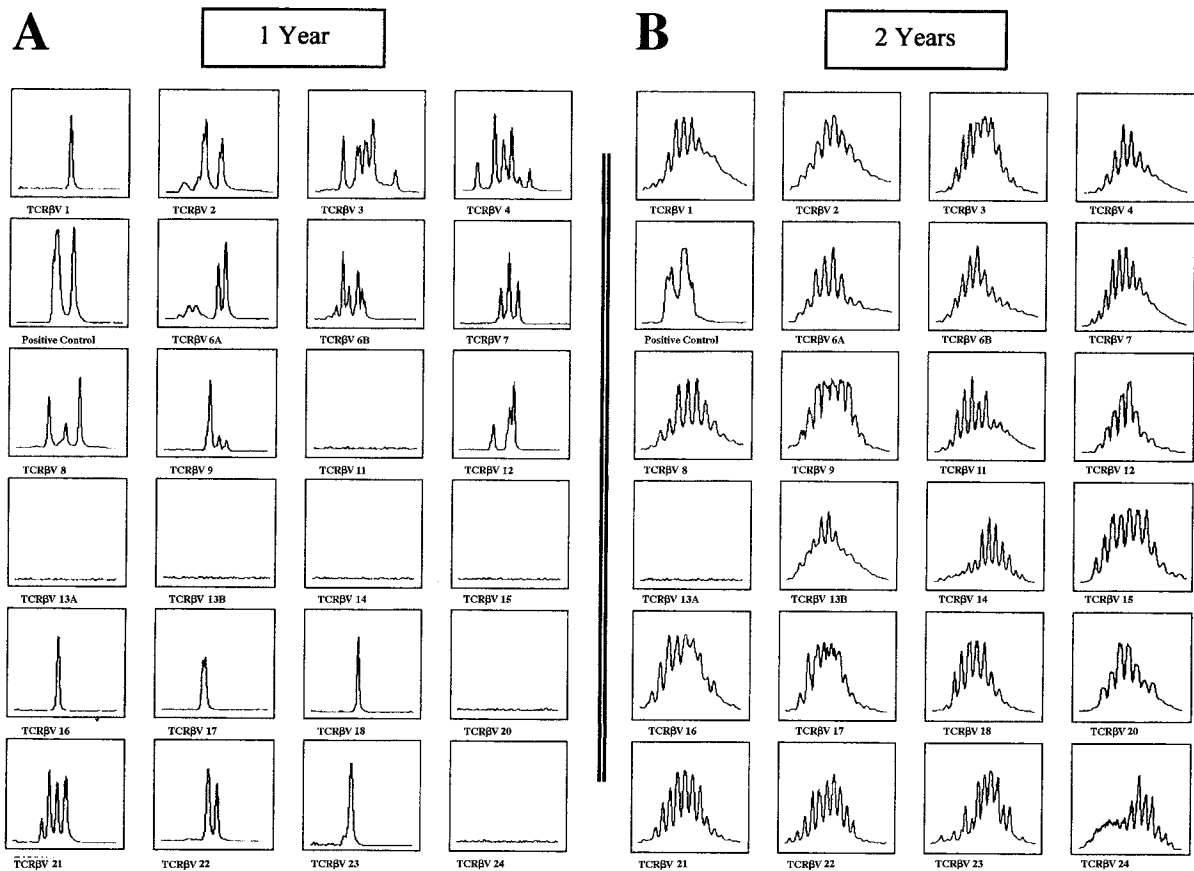 A
1 Year
B
2 Years
TCRβV 1
TCRβV 2
TCRβV 3
TCRβV 4
TCRβV 1
TCRβV 2
TCRβV 3
TCRβV 4
Positive Control
TCRβV 6A
TCRβV 6B
TCRβV 7
Positive Control
TCRβV 6A
TCRβV 6B
TCRβV 7
TCRβV 8
TCRβV 9
TCRβV 11
TCRβV 12
TCRβV 8
TCRβV 9
TCRβV 11
TCRβV 12
TCRβV 13A
TCRβV 13B
TCRβV 14
TCRβV 15
TCRβV 13A
TCRβV 13B
TCRβV 14
TCRβV 15
TCRβV 16
TCRβV 17
TCRβV 18
TCRβV 20
TCRβV 16
TCRβV 17
TCRβV 18
TCRβV 20
TCRβV 21
TCRβV 22
TCRβV 23
TCRβV 24
TCRβV 21
TCRβV 22
TCRβV 23
TCRβV 24